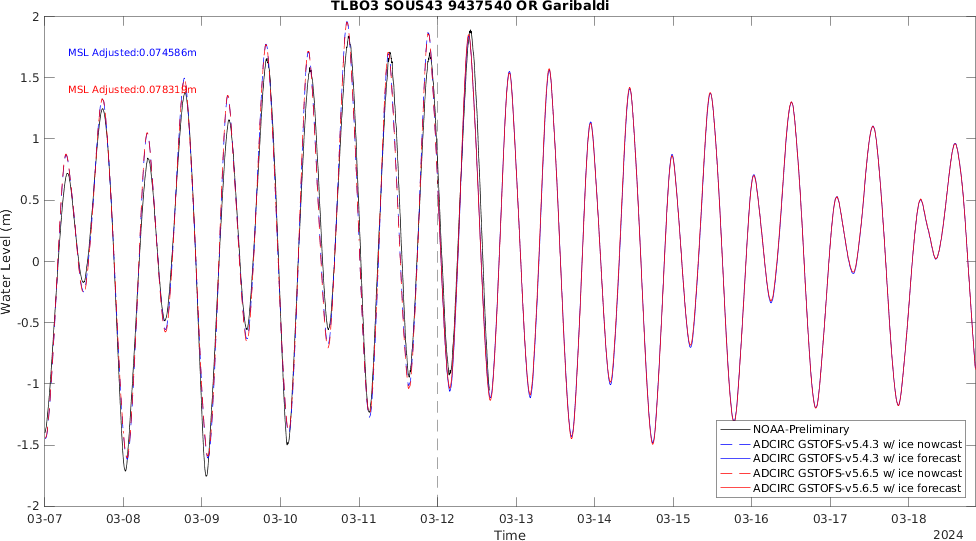 TLBO3 SOUS43 9437540 OR Garibaldi
MSL Adjusted:0.074586m
MSL Adjusted:0.078319m
Water Level (m)
2
1.5
1
0.5
0
-0.5
-1
-1.5
-2
NOAA-Preliminary
ADCIRC GSTOFS-v5.4.3 w/ ice nowcast
ADCIRC GSTOFS-v5.4.3 w/ ice forecast
ADCIRC GSTOFS-v5.6.5 w/ ice nowcast
ADCIRC GSTOFS-v5.6.5 w/ ice forecast
03-07 03-08 03-09 03-10 03-11 03-12 03-13 03-14 03-15 03-16 03-17 03-18
Time
2024